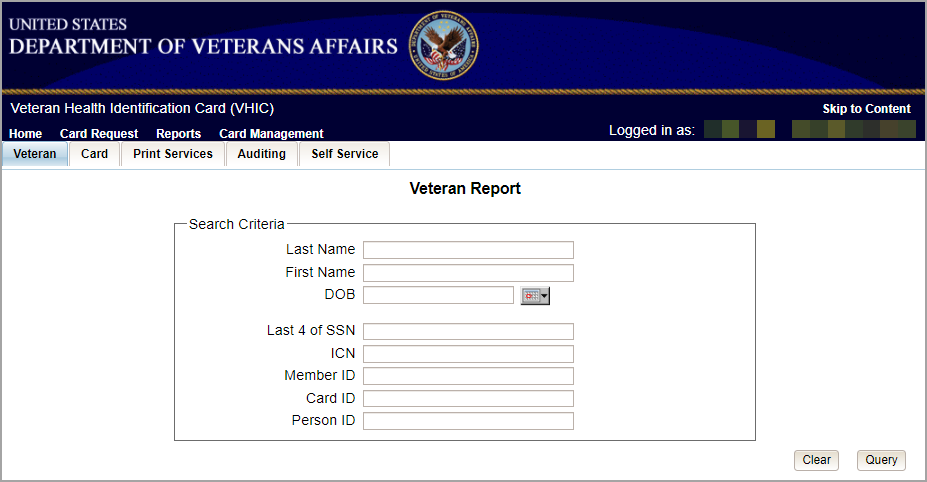 UNITED STATES
DEPARTMENT OF VETERANS AFFAIRS
Veteran Health Identification Card (VHIC)
Skip to Content
Home Card Request Reports Card Management
Logged in as:
Veteran Card Print Services Auditing Self Service
Veteran Report
Search Criteria
Last Name
First Name
DOB
Last 4 of SSN
ICN
Member ID
Card ID
Person ID
Clear Query